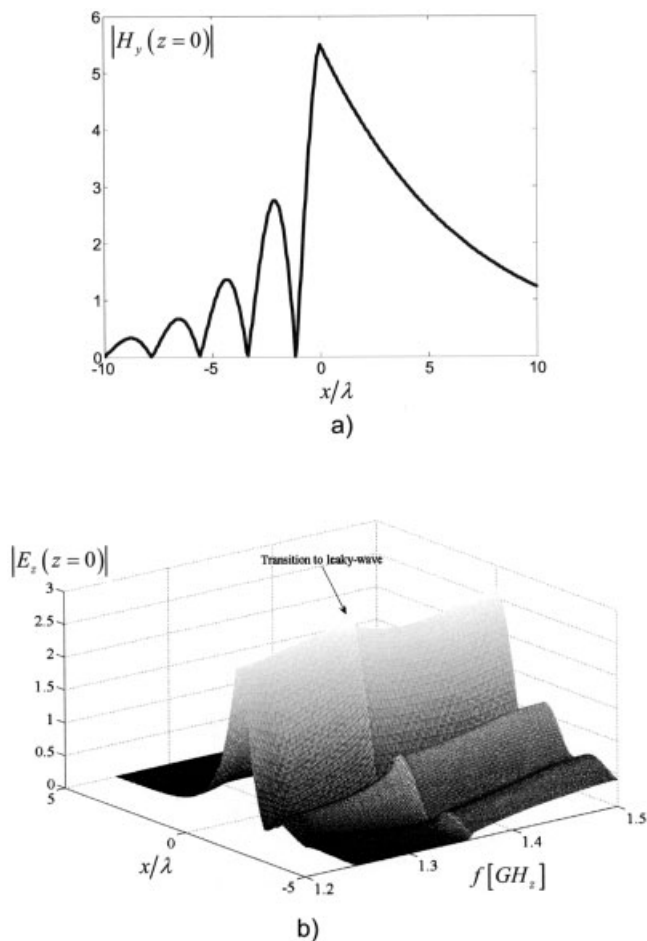 6
|H_y(z=0)|
5
4
3
2
1
0
-10 -5 0 5 10
x/λ
a)
|E_z(z=0)|
Transition to leaky-wave
3
2.5
2
1.5
1
0.5
0
5
0
-5
x/λ
1.2
1.3
1.4
1.5
f[GH_z]
b)